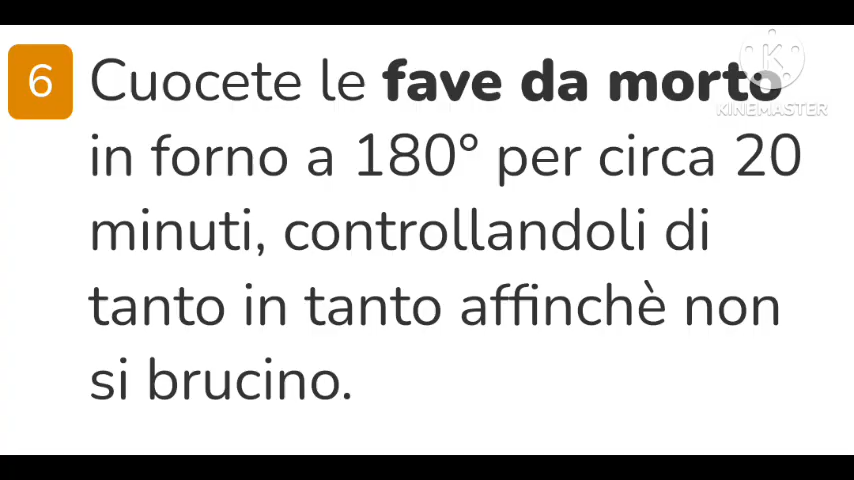 6
Cuocete le fave da morto
in forno a 180° per circa 20
minuti, controllandoli di
tanto in tanto affinchè non
si brucino.
K
KINEMASTER